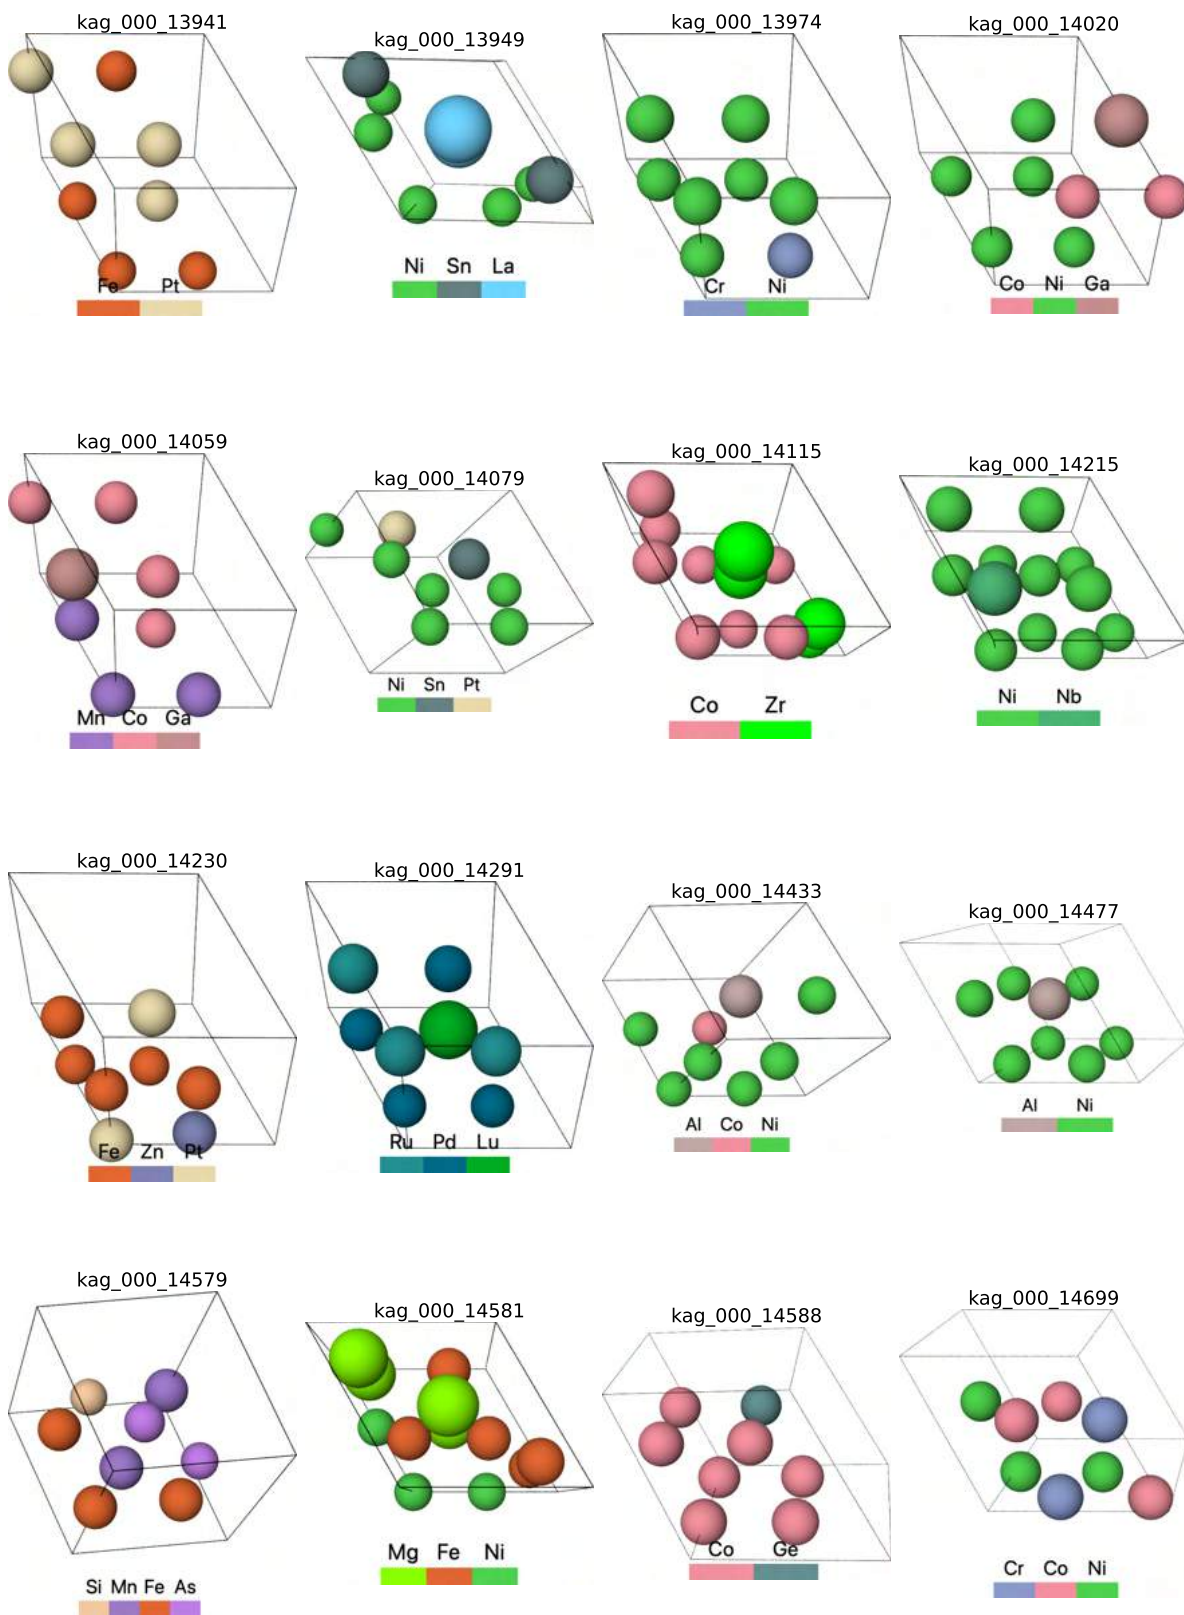 kag_000_13941
kag_000_13949
kag_000_13974
kag_000_14020
Fe Pt
Ni Sn La
Cr Ni
Co Ni Ga
kag_000_14059
kag_000_14079
kag_000_14115
kag_000_14215
Mn Co Ga
Ni Sn Pt
Co Zr
Ni Nb
kag_000_14230
kag_000_14291
kag_000_14433
kag_000_14477
Fe Zn Pt
Ru Pd Lu
Al Co Ni
Al Ni
kag_000_14579
kag_000_14581
kag_000_14588
kag_000_14699
Si Mn Fe As
Mg Fe Ni
Co Ge
Cr Co Ni